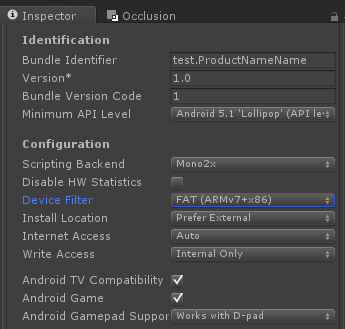 Inspector Occlusion
Identification
Bundle Identifier test.ProductNameName
Version* 1.0
Bundle Version Code 1
Minimum API Level Android 5.1 'Lollipop' (API lev
Configuration
Scripting Backend Mono2x
Disable HW Statistics
Device Filter FAT (ARMv7+x86)
Install Location Prefer External
Internet Access Auto
Write Access Internal Only
Android TV Compatibility
Android Game
Android Gamepad Suppor Works with D-pad